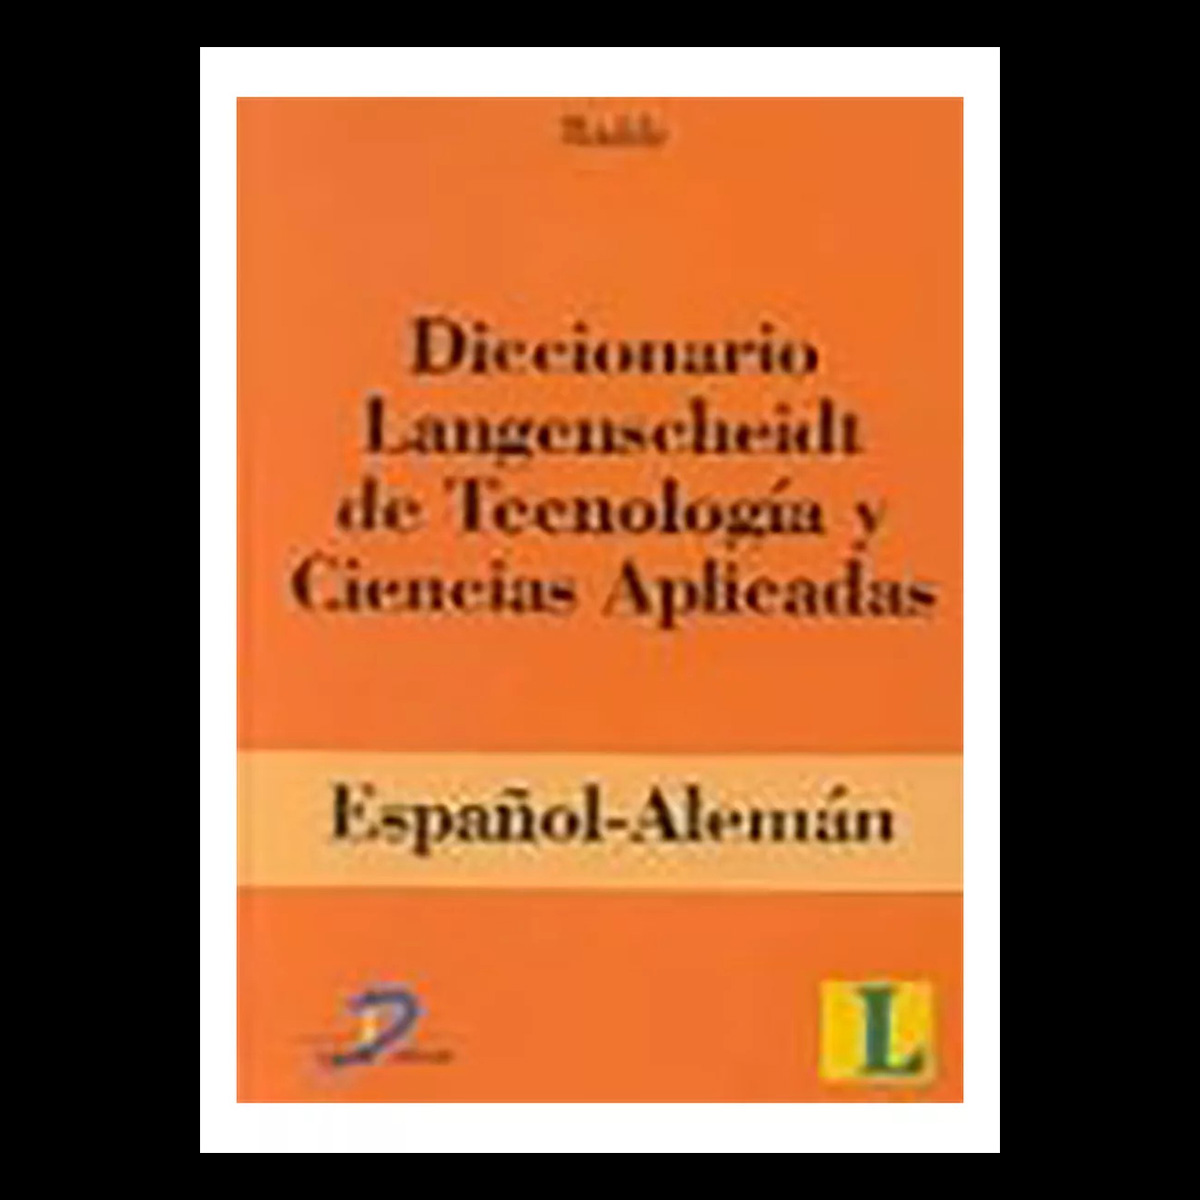 Diccionario
Langenscheidt
de Tecnología y
Ciencias Aplicadas
Español-Alemán
L